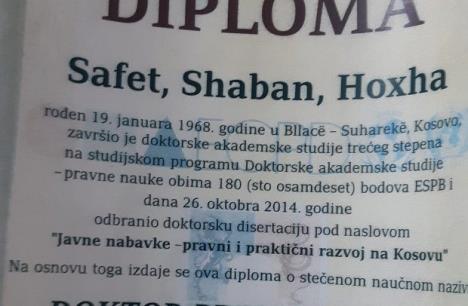 DIPLOMA
Safet, Shaban, Hoxha
rođen 19. januara 1968. godine u Bllacë – Suharekë, Kosovo,
završio je doktorske akademske studije trećeg stepena
na studijskom programu Doktorske akademske studije
–pravne nauke obima 180 (sto osamdeset) bodova ESPB i
dana 26. oktobra 2014. godine
odbranio doktorsku disertaciju pod naslovom
"Javne nabavke –pravni i praktični razvoj na Kosovu"
Na osnovu toga izdaje se ova diploma o stečenom naučnom naziv
DOKTOR